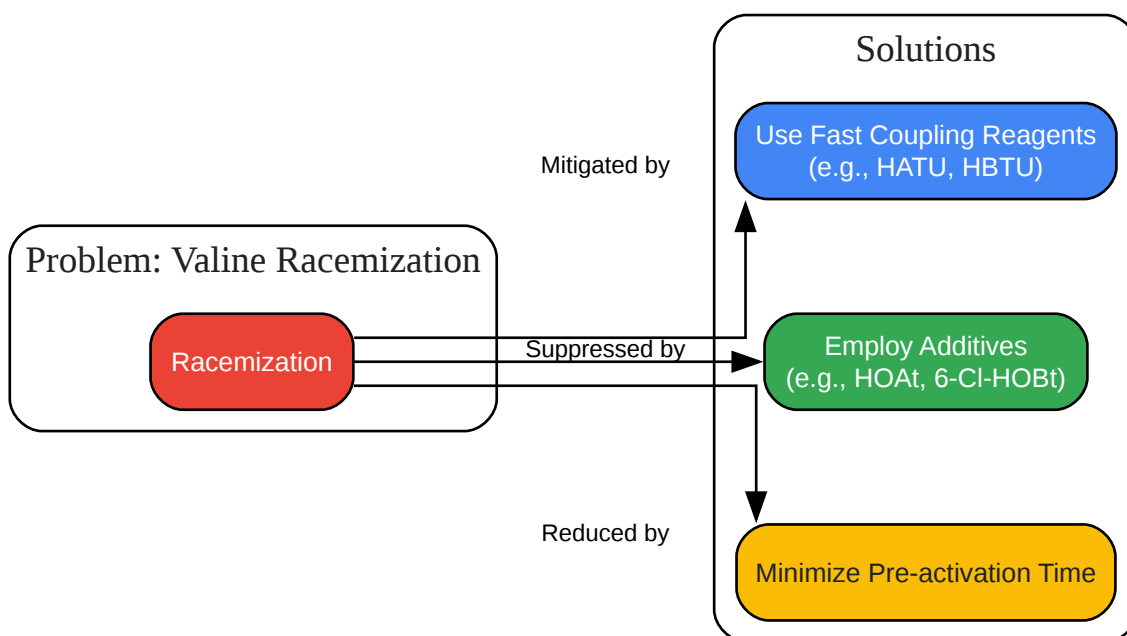 Solutions
Use Fast Coupling Reagents
(e.g., HATU, HBTU)
Mitigated by
Problem: Valine Racemization
Racemization
Suppressed by
Employ Additives
(e.g., HOAt, 6-Cl-HOBt)
Reduced by
Minimize Pre-activation Time